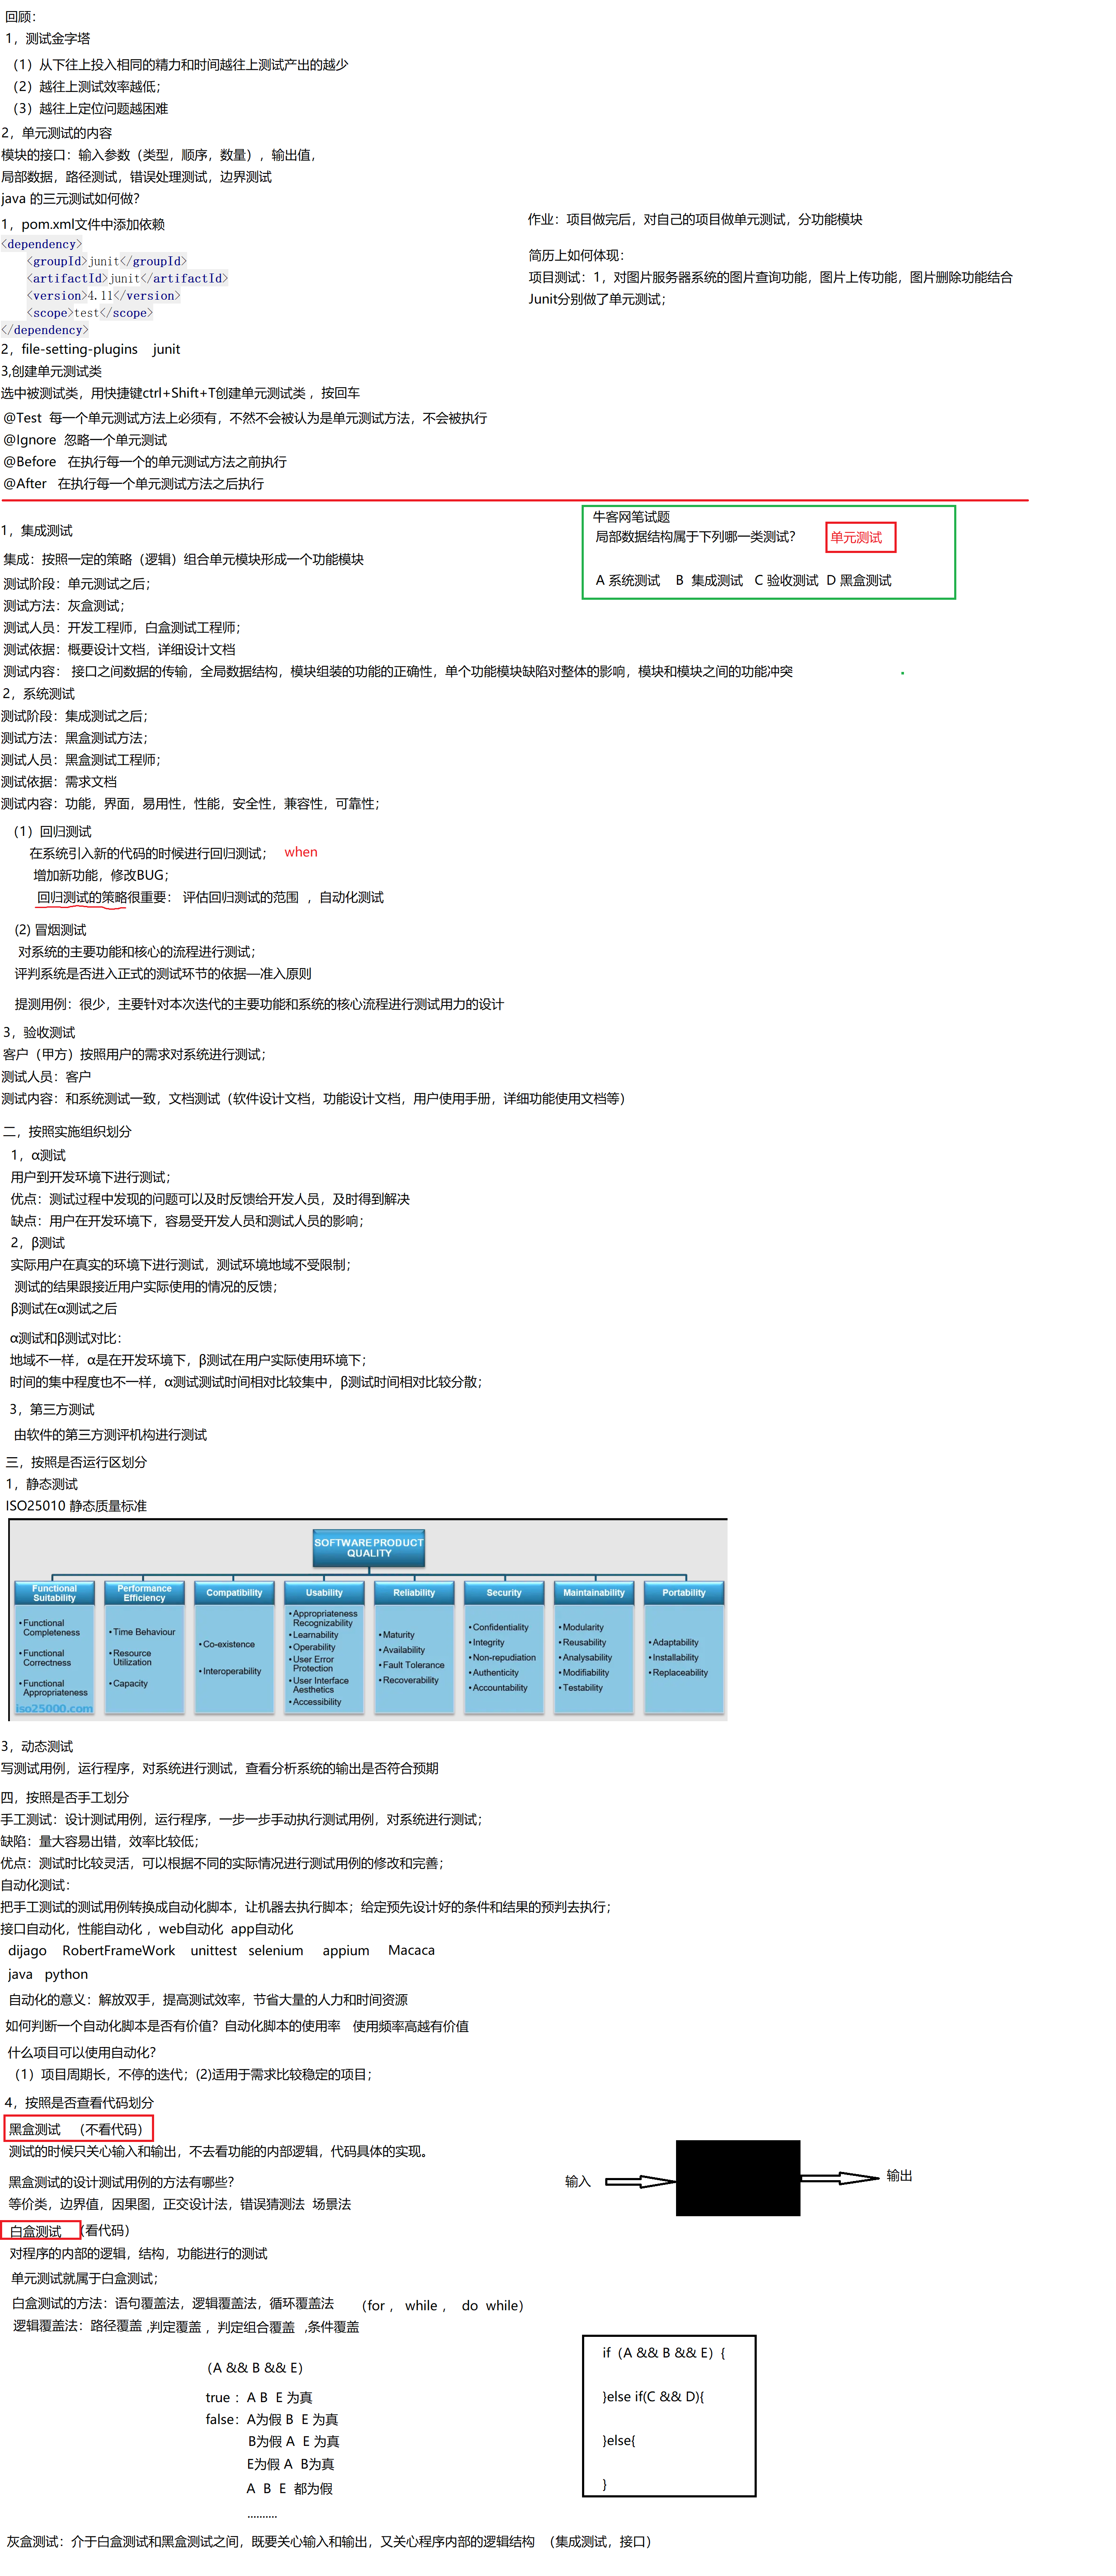 回顾：
1，测试金字塔
（1）从下往上投入相同的精力和时间越往上测试产出的越少
（2）越往上测试效率越低；
（3）越往上定位问题越困难
2，单元测试的内容
模块的接口：输入参数（类型，顺序，数量），输出值，
局部数据，路径测试，错误处理测试，边界测试
java 的三元测试如何做？
1，pom.xml文件中添加依赖
<dependency>
<groupId>junit</groupId>
<artifactId>junit</artifactId>
<version>4.11</version>
<scope>test</scope>
</dependency>
2，file-setting-plugins junit
3,创建单元测试类
选中被测试类，用快捷键ctrl+Shift+T创建单元测试类 ，按回车
@Test 每一个单元测试方法上必须有，不然不会被认为是单元测试方法，不会被执行
@Ignore 忽略一个单元测试
@Before 在执行每一个的单元测试方法之前执行
@After 在执行每一个单元测试方法之后执行
作业：项目做完后，对自己的项目做单元测试，分功能模块
简历上如何体现：
项目测试：1，对图片服务器系统的图片查询功能，图片上传功能，图片删除功能结合
Junit分别做了单元测试；
牛客网笔试题
局部数据结构属于下列哪一类测试？ 单元测试
A 系统测试 B 集成测试 C 验收测试 D 黑盒测试
1，集成测试
集成：按照一定的策略（逻辑）组合单元模块形成一个功能模块
测试阶段：单元测试之后；
测试方法：灰盒测试；
测试人员：开发工程师，白盒测试工程师；
测试依据：概要设计文档，详细设计文档
测试内容： 接口之间数据的传输，全局数据结构，模块组装的功能的正确性，单个功能模块缺陷对整体的影响，模块和模块之间的功能冲突
2，系统测试
测试阶段：集成测试之后；
测试方法：黑盒测试方法；
测试人员：黑盒测试工程师；
测试依据：需求文档
测试内容：功能，界面，易用性，性能，安全性，兼容性，可靠性；
（1）回归测试
在系统引入新的代码的时候进行回归测试； when
增加新功能，修改BUG；
回归测试的策略很重要： 评估回归测试的范围 ，自动化测试
(2) 冒烟测试
对系统的主要功能和核心的流程进行测试；
评判系统是否进入正式的测试环节的依据—准入原则
提测用例：很少，主要针对本次迭代的主要功能和系统的核心流程进行测试用力的设计
3，验收测试
客户（甲方）按照用户的需求对系统进行测试；
测试人员：客户
测试内容：和系统测试一致，文档测试（软件设计文档，功能设计文档，用户使用手册，详细功能使用文档等）
二，按照实施组织划分
1，α测试
用户到开发环境下进行测试；
优点：测试过程中发现的问题可以及时反馈给开发人员，及时得到解决
缺点：用户在开发环境下，容易受开发人员和测试人员的影响；
2，β测试
实际用户在真实的环境下进行测试，测试环境地域不受限制；
测试的结果跟接近用户实际使用的情况的反馈；
β测试在α测试之后
α测试和β测试对比：
地域不一样，α是在开发环境下，β测试在用户实际使用环境下；
时间的集中程度也不一样，α测试测试时间相对比较集中，β测试时间相对比较分散；
3，第三方测试
由软件的第三方测评机构进行测试
三，按照是否运行区划分
1，静态测试
ISO25010 静态质量标准
SOFTWARE PRODUCT QUALITY
Functional Suitability
• Functional Completeness
• Functional Correctness
• Functional Appropriateness
iso25000.com
Performance Efficiency
• Time Behaviour
• Resource Utilization
• Capacity
Compatibility
• Co-existence
• Interoperability
Usability
• Appropriateness Recognizability
• Learnability
• Operability
• User Error Protection
• User Interface Aesthetics
• Accessibility
Reliability
• Maturity
• Availability
• Fault Tolerance
• Recoverability
Security
• Confidentiality
• Integrity
• Non-repudiation
• Authenticity
• Accountability
Maintainability
• Modularity
• Reusability
• Analysability
• Modifiability
• Testability
Portability
• Adaptability
• Installability
• Replaceability
3，动态测试
写测试用例，运行程序，对系统进行测试，查看分析系统的输出是否符合预期
四，按照是否手工划分
手工测试：设计测试用例，运行程序，一步一步手动执行测试用例，对系统进行测试；
缺陷：量大容易出错，效率比较低；
优点：测试时比较灵活，可以根据不同的实际情况进行测试用例的修改和完善；
自动化测试：
把手工测试的测试用例转换成自动化脚本，让机器去执行脚本；给定预先设计好的条件和结果的预判去执行；
接口自动化，性能自动化 ，web自动化 app自动化
dijago RobertFrameWork unittest selenium appium Macaca
java python
自动化的意义：解放双手，提高测试效率，节省大量的人力和时间资源
如何判断一个自动化脚本是否有价值？自动化脚本的使用率 使用频率高越有价值
什么项目可以使用自动化？
（1）项目周期长，不停的迭代；(2)适用于需求比较稳定的项目；
4，按照是否查看代码划分
黑盒测试 （不看代码）
测试的时候只关心输入和输出，不去看功能的内部逻辑，代码具体的实现。
输入 输出
黑盒测试的设计测试用例的方法有哪些？
等价类，边界值，因果图，正交设计法，错误猜测法 场景法
白盒测试 （看代码）
对程序的内部的逻辑，结构，功能进行的测试
单元测试就属于白盒测试；
白盒测试的方法：语句覆盖法，逻辑覆盖法，循环覆盖法 （for ， while ， do while）
逻辑覆盖法：路径覆盖 ,判定覆盖 ，判定组合覆盖 ,条件覆盖
（A && B && E）
true ：A B E 为真
false：A为假 B E 为真
B为假 A E 为真
E为假 A B为真
A B E 都为假
..........
if（A && B && E）{
}else if(C && D){
}else{
}
灰盒测试：介于白盒测试和黑盒测试之间，既要关心输入和输出，又关心程序内部的逻辑结构 （集成测试，接口）